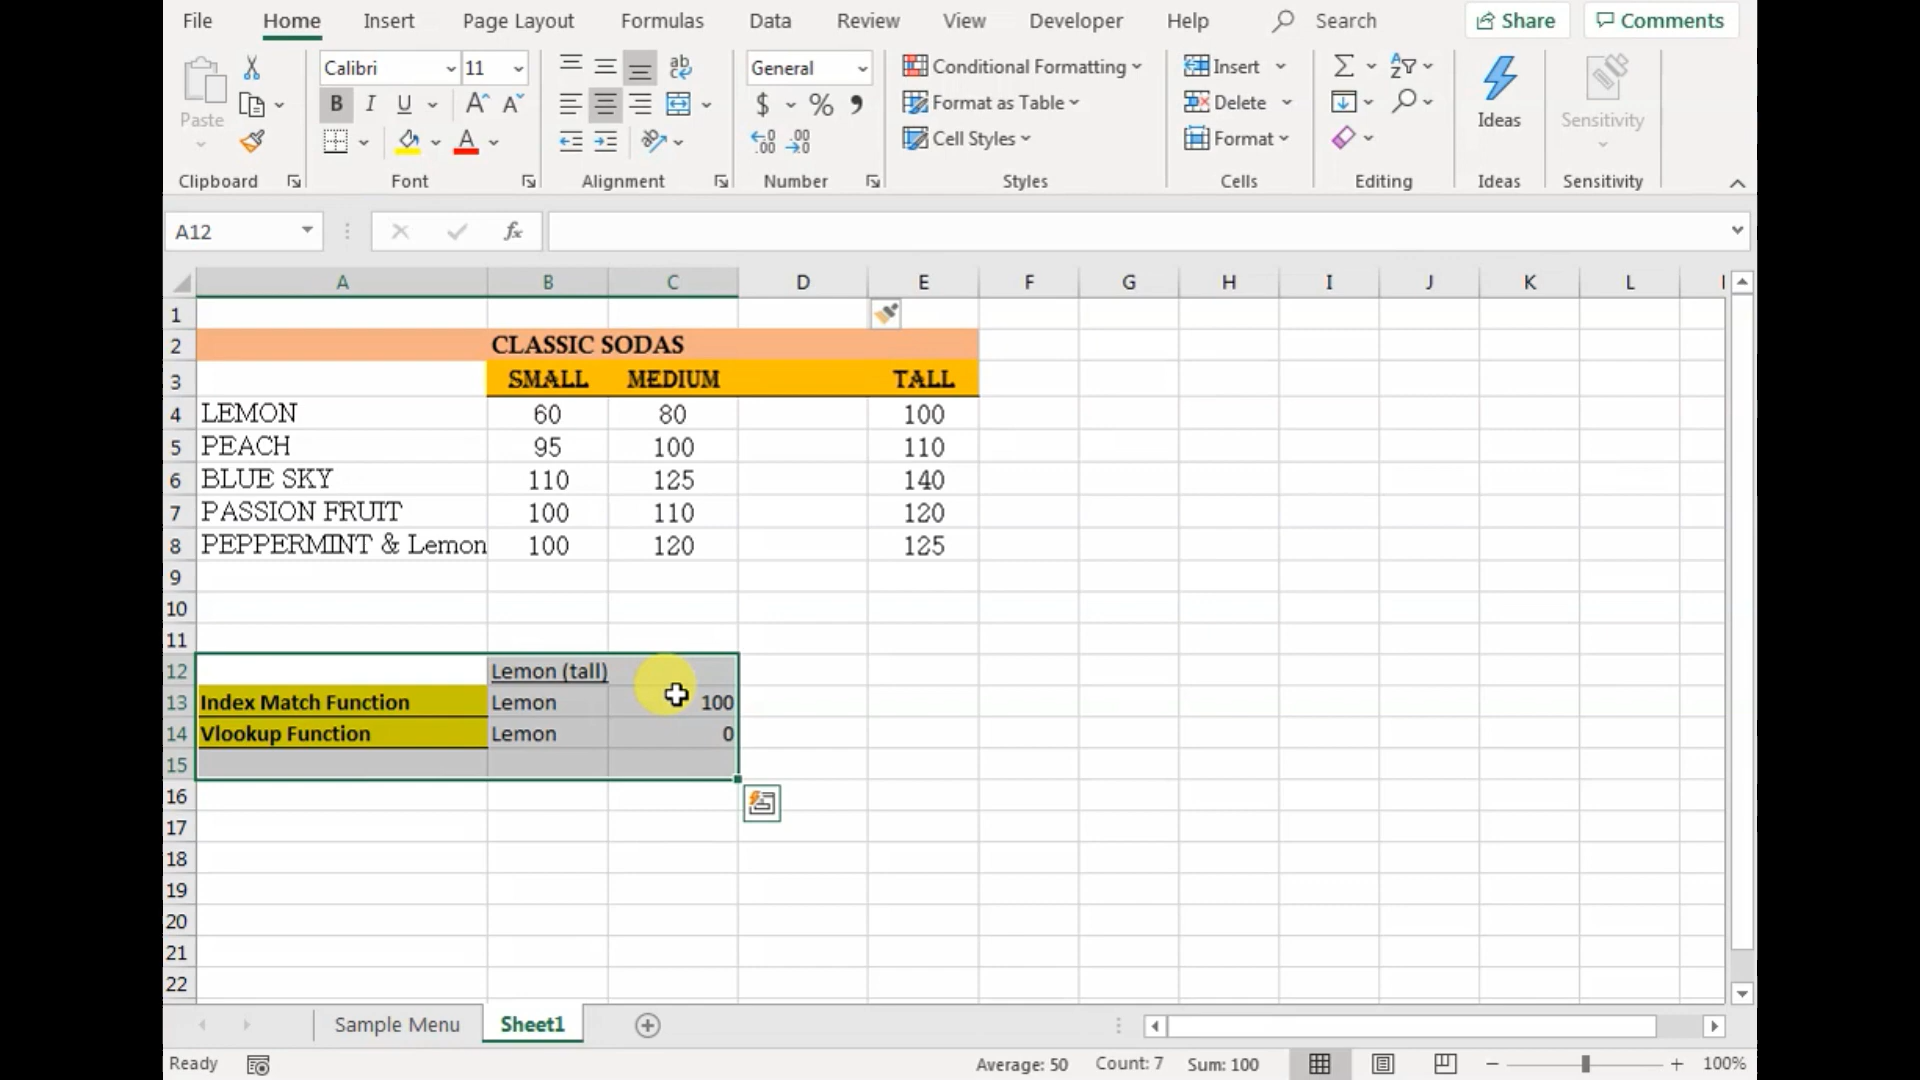 File Home Insert Page Layout Formulas Data Review View Developer Help Search Share Comments
Calibri 11 General Conditional Formatting Insert
Paste B I U $ % Format as Table Delete Ideas Sensitivity
Cell Styles Format
Clipboard Font Alignment Number Styles Cells Editing Ideas Sensitivity
A12 fx
A B C D E F G H I J K L
1
2 CLASSIC SODAS
3 SMALL MEDIUM TALL
4 LEMON 60 80 100
5 PEACH 95 100 110
6 BLUE SKY 110 125 140
7 PASSION FRUIT 100 110 120
8 PEPPERMINT & Lemon 100 120 125
9
10
11
12 Lemon (tall)
13 Index Match Function Lemon 100
14 Vlookup Function Lemon 0
15
16
17
18
19
20
21
22
Sample Menu Sheet1
Ready Average: 50 Count: 7 Sum: 100 100%